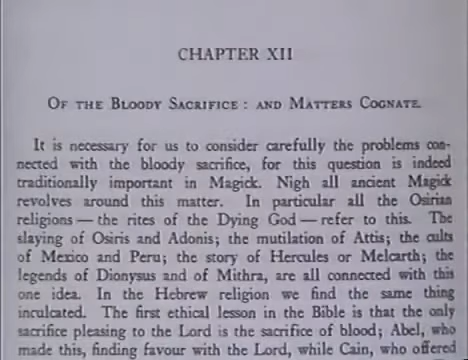 CHAPTER XII
OF THE BLOODY SACRIFICE : AND MATTERS COGNATE.
It is necessary for us to consider carefully the problems con-
nected with the bloody sacrifice, for this question is indeed
traditionally important in Magick. Nigh all ancient Magick
revolves around this matter. In particular all the Osirian
religions — the rites of the Dying God — refer to this. The
slaying of Osiris and Adonis; the mutilation of Attis; the cults
of Mexico and Peru; the story of Hercules or Melcarth; the
legends of Dionysus and of Mithra, are all connected with this
one idea. In the Hebrew religion we find the same thing
inculcated. The first ethical lesson in the Bible is that the only
sacrifice pleasing to the Lord is the sacrifice of blood; Abel, who
made this, finding favour with the Lord, while Cain, who offered